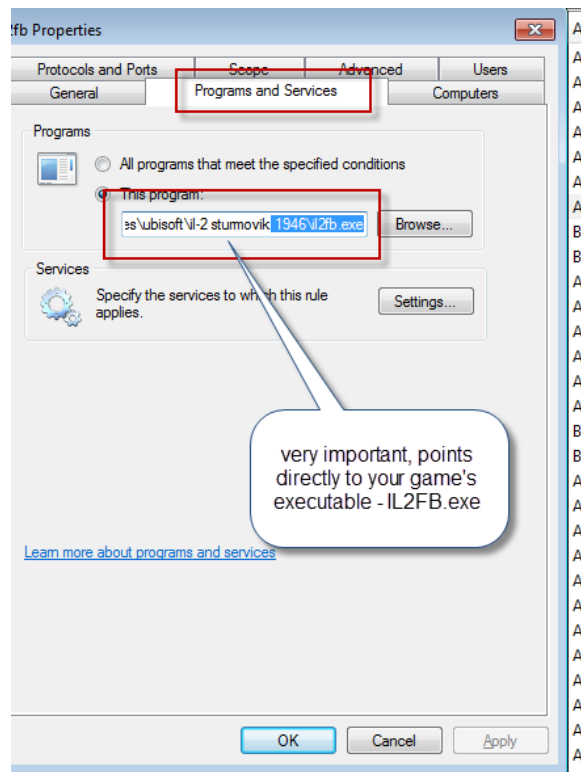 2fb Properties
A
Protocols and Ports
Scope
Advanced
Users
General
Programs and Services
Computers
Programs
All programs that meet the specified conditions
This program:
es\ubisoft\il-2 sturmovik 1946\il2fb.exe
Browse...
Services
Specify the services to which this rule
applies.
Settings...
very important, points
directly to your game's
executable - IL2FB.exe
Learn more about programs and services
OK
Cancel
Apply
A
A
A
A
A
A
A
B
B
A
A
A
A
A
A
B
B
A
A
A
A
A
A
A
A
A
A
A
A